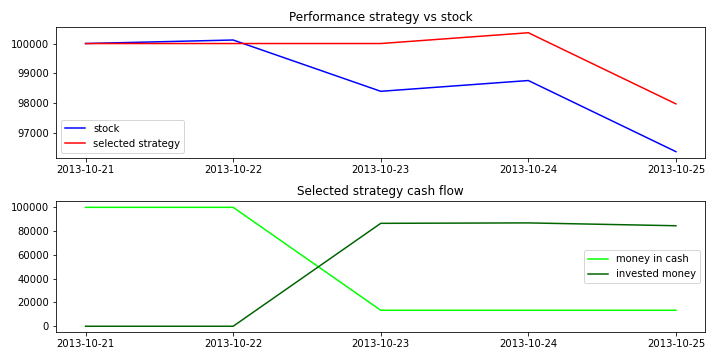 Performance strategy vs stock
100000
99000
98000
97000
stock
selected strategy
2013-10-21 2013-10-22 2013-10-23 2013-10-24 2013-10-25
Selected strategy cash flow
100000
80000
60000
40000
20000
0
money in cash
invested money
2013-10-21 2013-10-22 2013-10-23 2013-10-24 2013-10-25